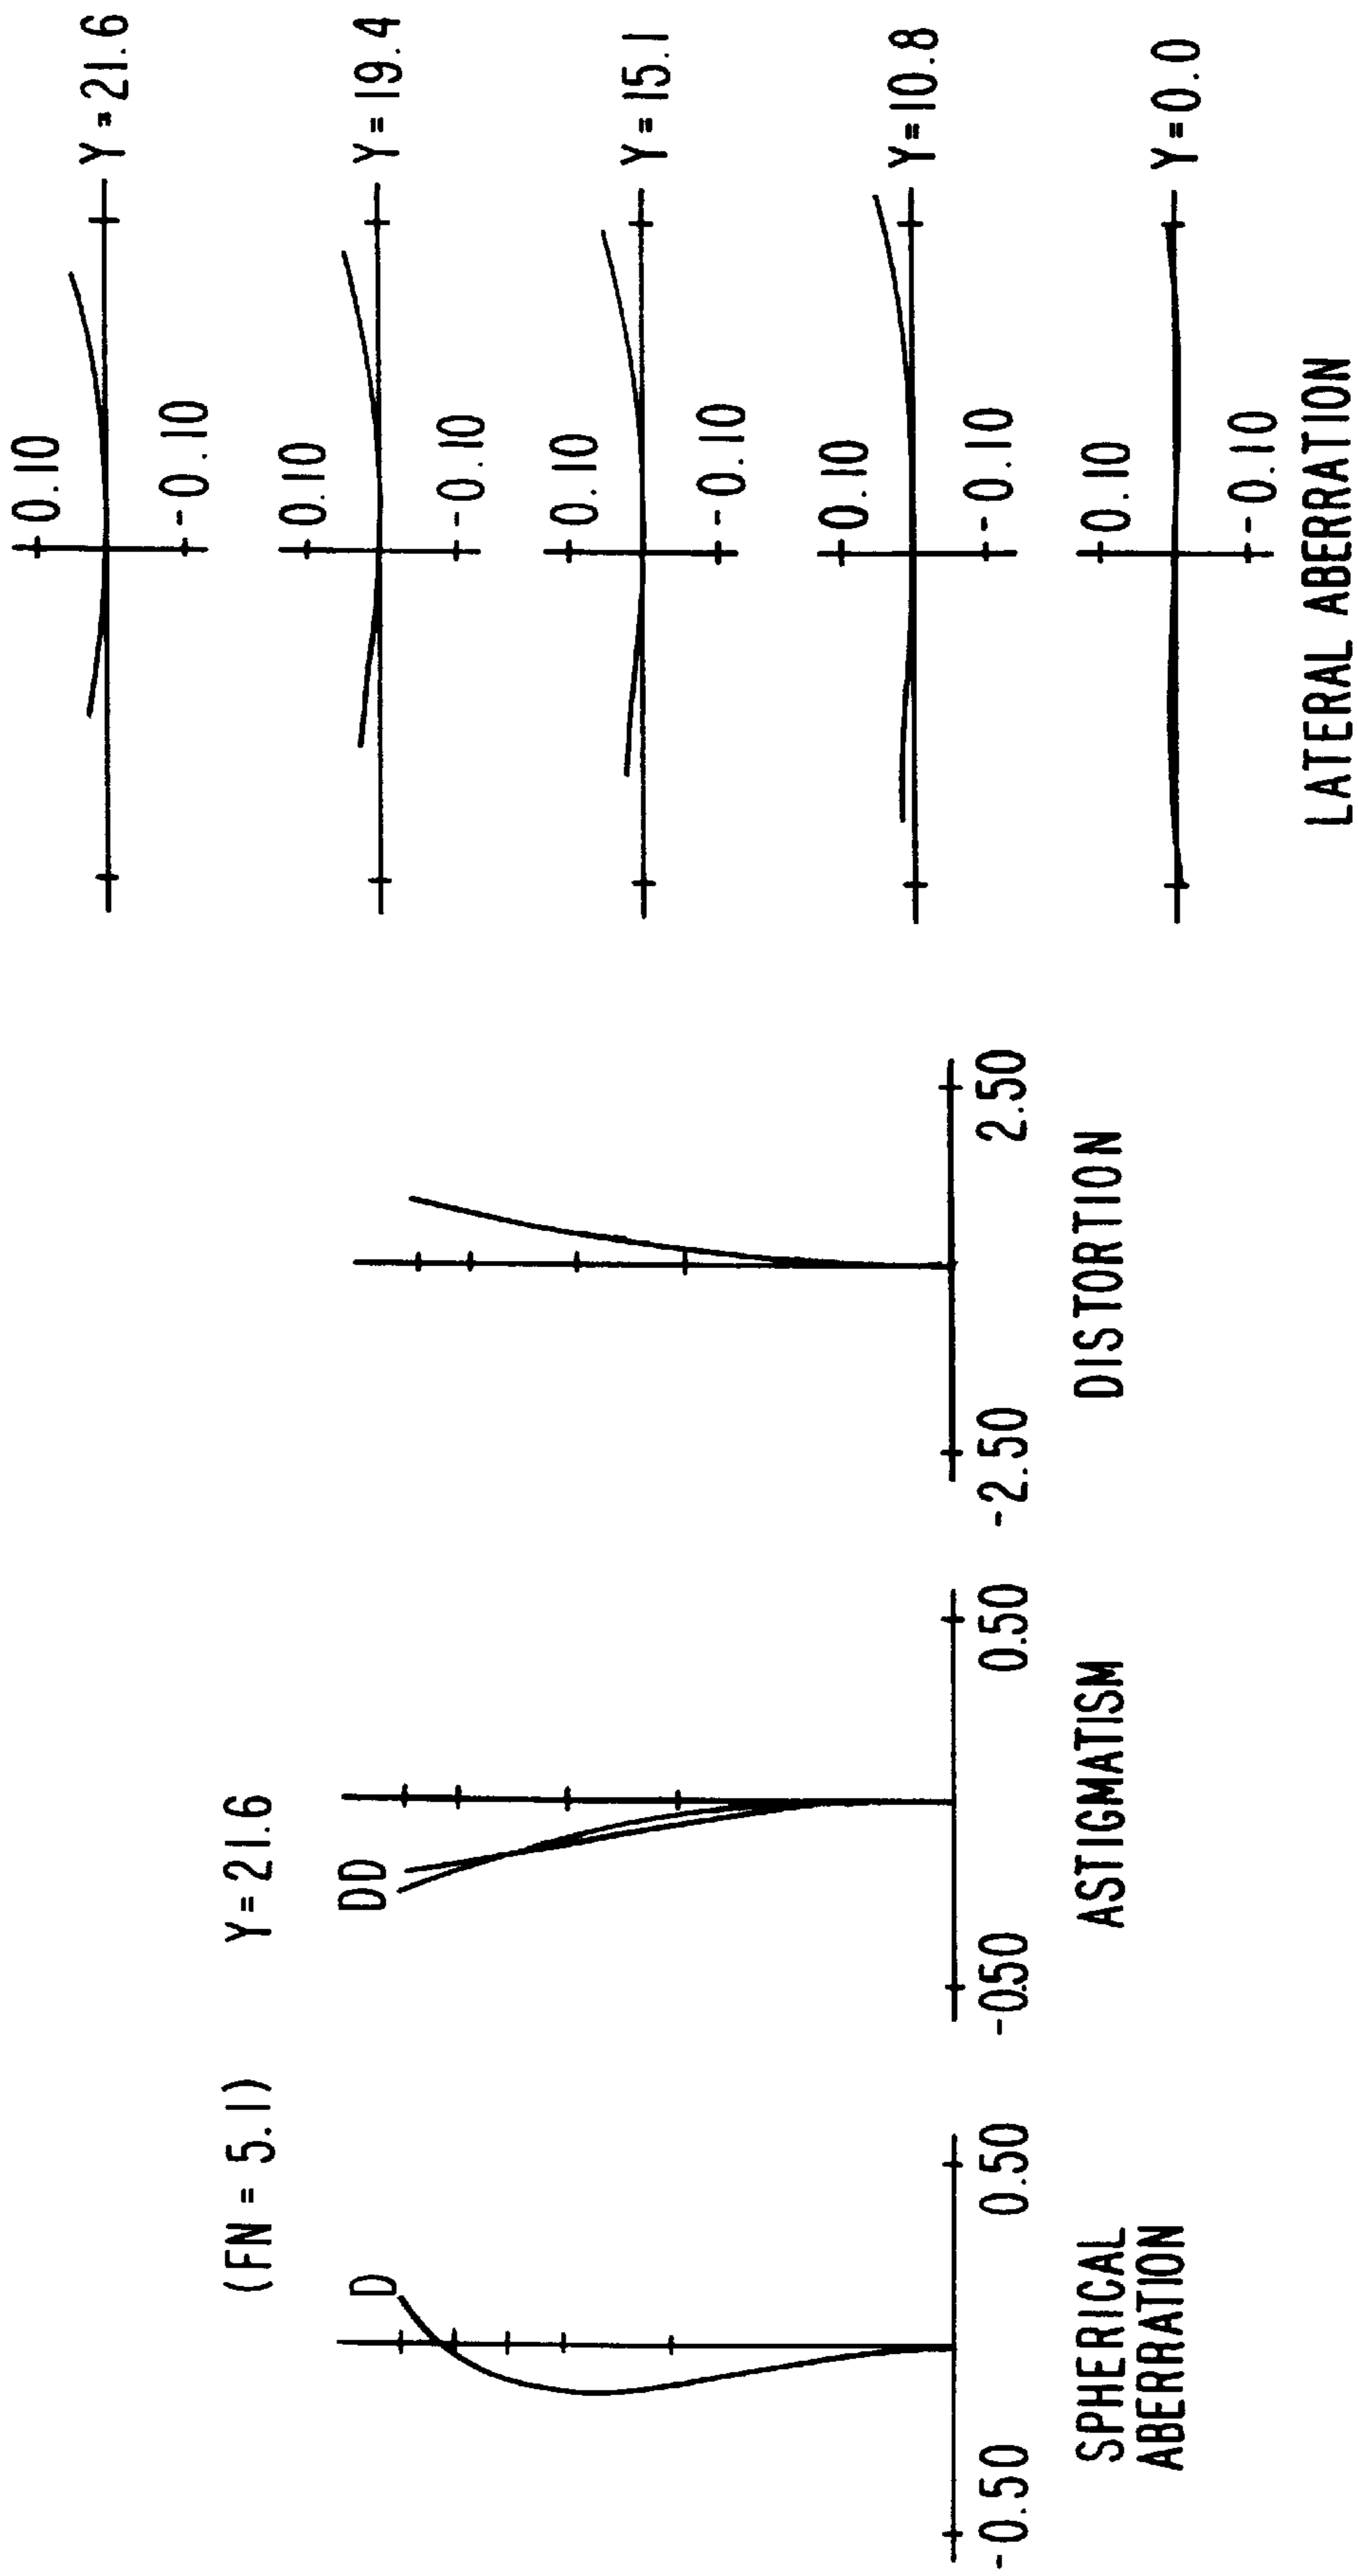 (FN = 5.1)
Y=21.6
D
-0.50
0.50
SPHERICAL
ABERRATION
DD
-0.50
0.50
ASTIGMATISM
-2.50
2.50
DISTORTION
0.10
-0.10
Y=21.6
0.10
-0.10
Y=19.4
0.10
-0.10
Y=15.1
0.10
-0.10
Y=10.8
0.10
-0.10
Y=0.0
LATERAL ABERRATION